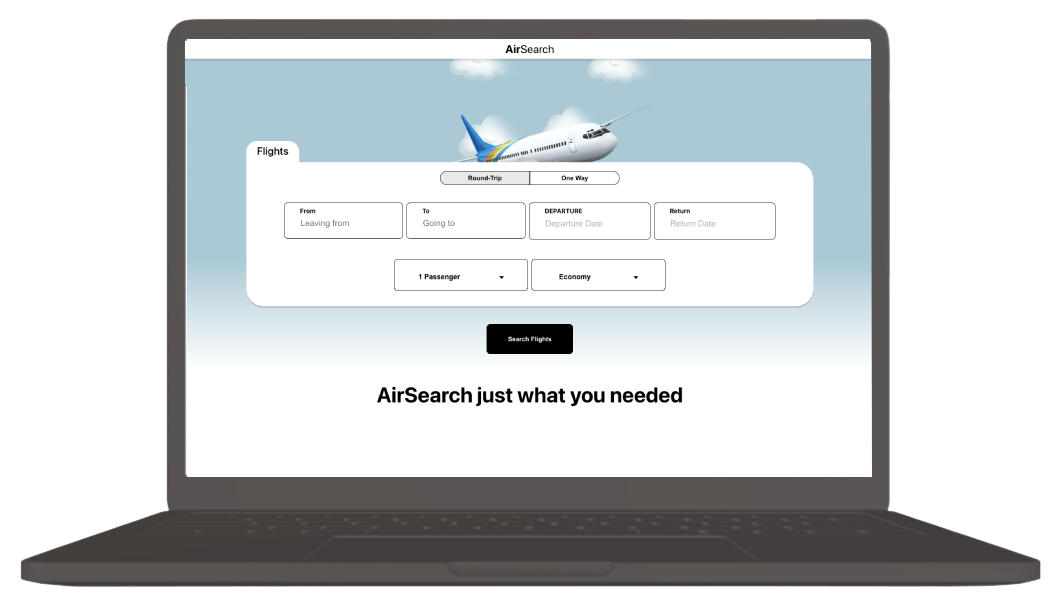 AirSearch
Flights
Round-Trip One Way
From To DEPARTURE Return
Leaving from Going to Departure Date Return Date
1 Passenger Economy
Search Flights
AirSearch just what you needed